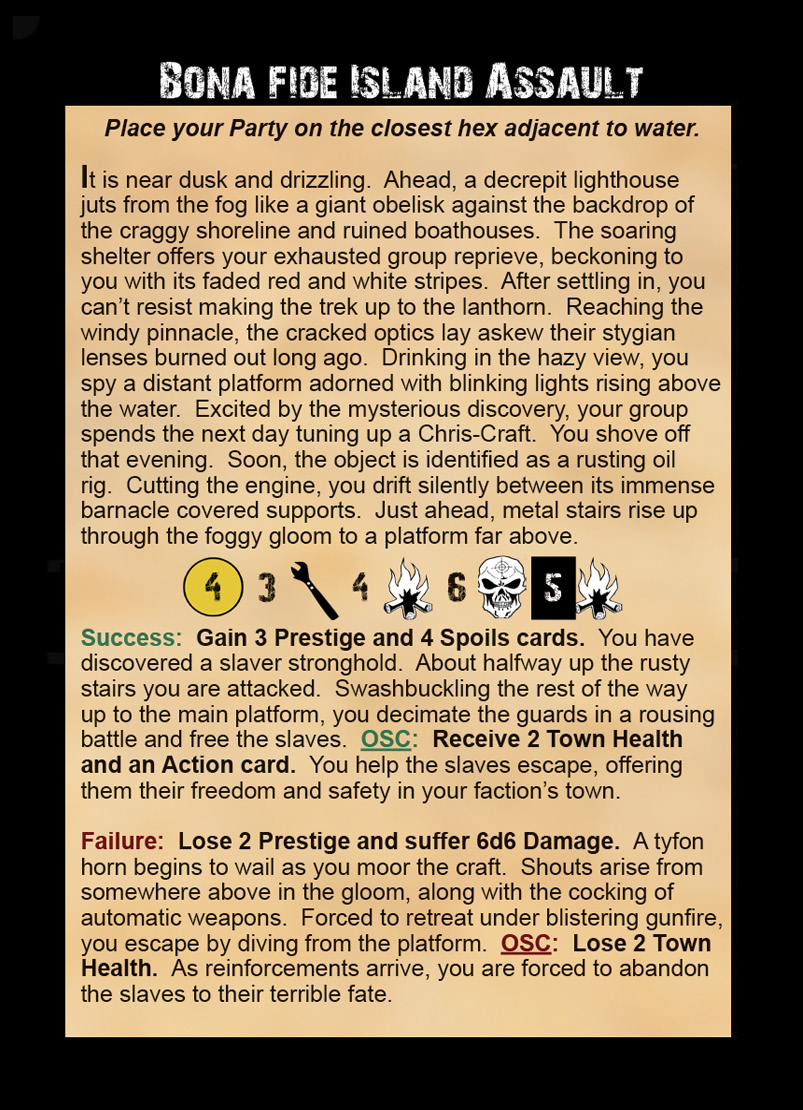 Bona fide Island Assault
Place your Party on the closest hex adjacent to water.
It is near dusk and drizzling.  Ahead, a decrepit lighthouse
juts from the fog like a giant obelisk against the backdrop of
the craggy shoreline and ruined boathouses.  The soaring
shelter offers your exhausted group reprieve, beckoning to
you with its faded red and white stripes.  After settling in, you
can’t resist making the trek up to the lanthorn.  Reaching the
windy pinnacle, the cracked optics lay askew their stygian
lenses burned out long ago.  Drinking in the hazy view, you
spy a distant platform adorned with blinking lights rising above
the water.  Excited by the mysterious discovery, your group
spends the next day tuning up a Chris-Craft.  You shove off
that evening.  Soon, the object is identified as a rusting oil
rig.  Cutting the engine, you drift silently between its immense
barnacle covered supports.  Just ahead, metal stairs rise up
through the foggy gloom to a platform far above.
4 3 4 6 5
Success:  Gain 3 Prestige and 4 Spoils cards.  You have
discovered a slaver stronghold.  About halfway up the rusty
stairs you are attacked.  Swashbuckling the rest of the way
up to the main platform, you decimate the guards in a rousing
battle and free the slaves.  OSC:  Receive 2 Town Health
and an Action card.  You help the slaves escape, offering
them their freedom and safety in your faction’s town.
Failure:  Lose 2 Prestige and suffer 6d6 Damage.  A tyfon
horn begins to wail as you moor the craft.  Shouts arise from
somewhere above in the gloom, along with the cocking of
automatic weapons.  Forced to retreat under blistering gunfire,
you escape by diving from the platform.  OSC:  Lose 2 Town
Health.  As reinforcements arrive, you are forced to abandon
the slaves to their terrible fate.